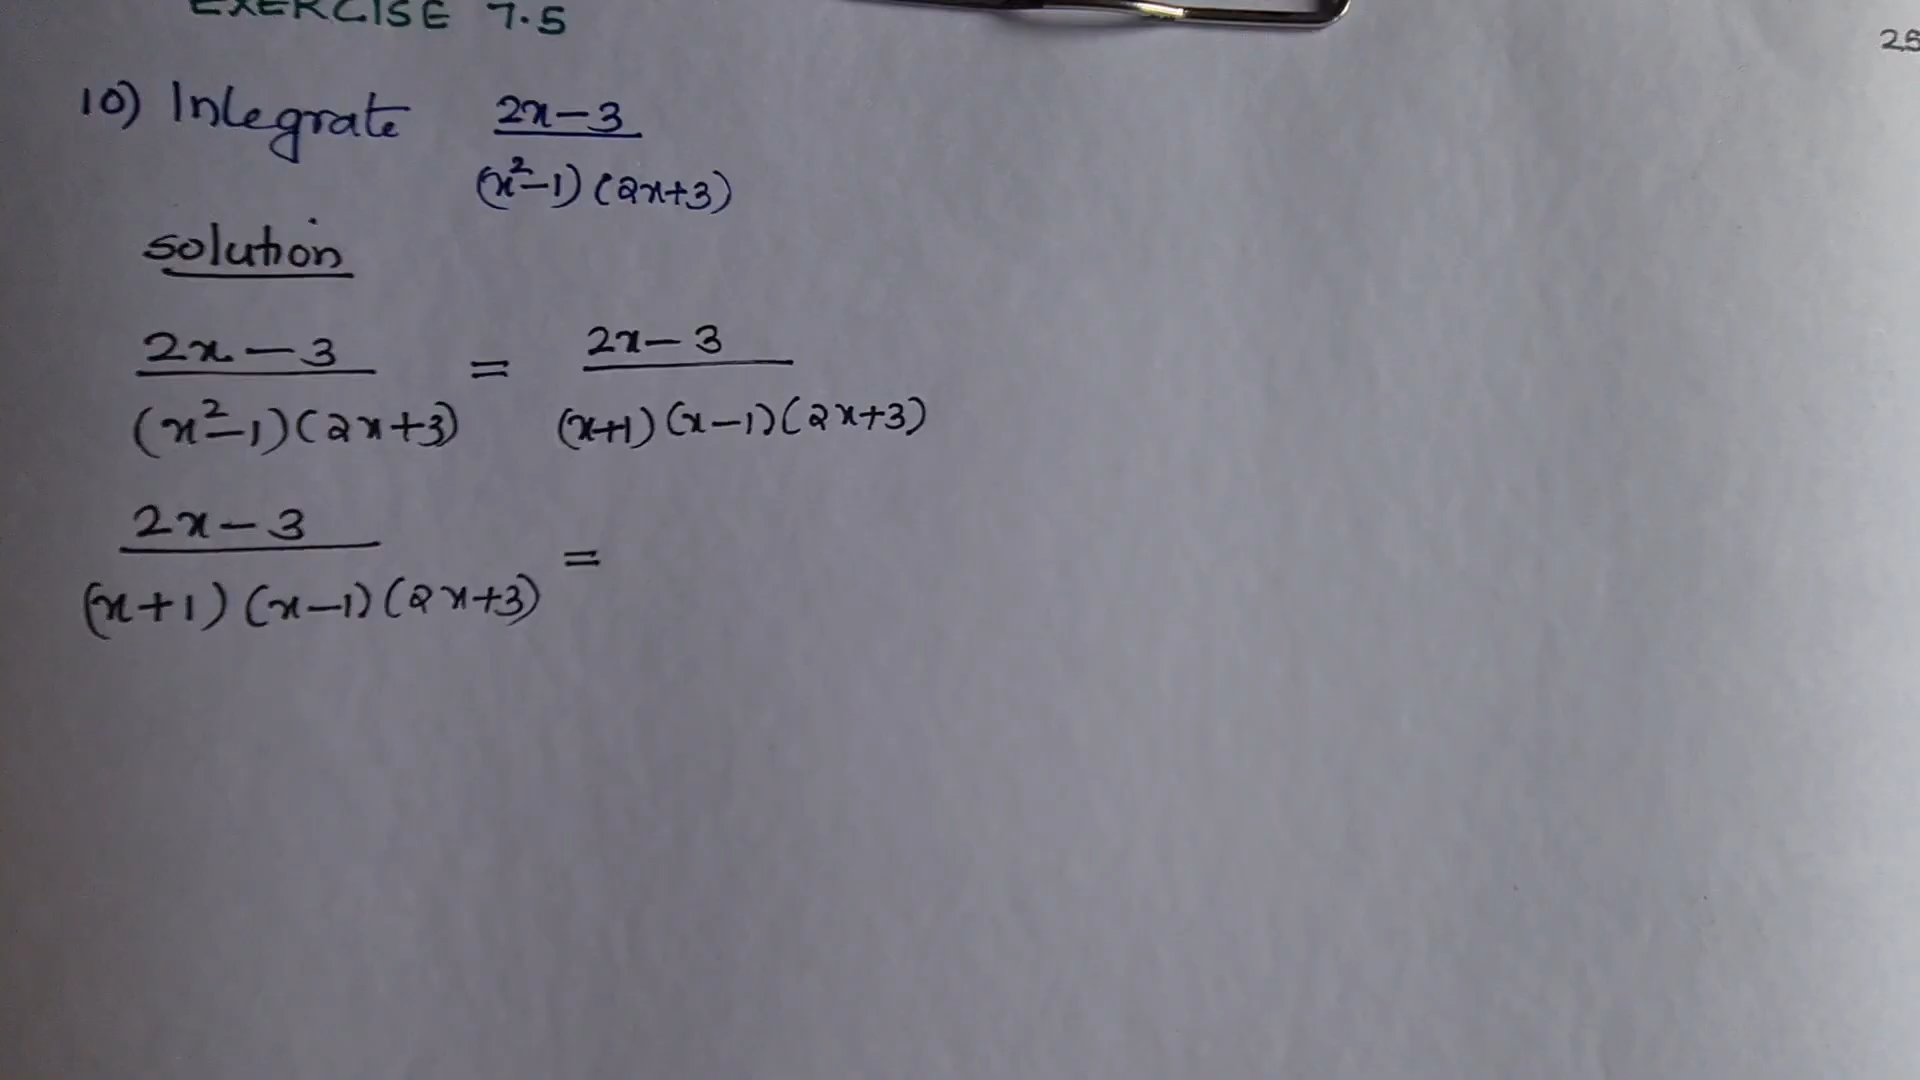 EXERCISE 7.5
25
10) Integrate (2x-3)/((x²-1)(2x+3))
solution
(2x-3)/((x²-1)(2x+3)) = (2x-3)/((x+1)(x-1)(2x+3))
(2x-3)/((x+1)(x-1)(2x+3)) =